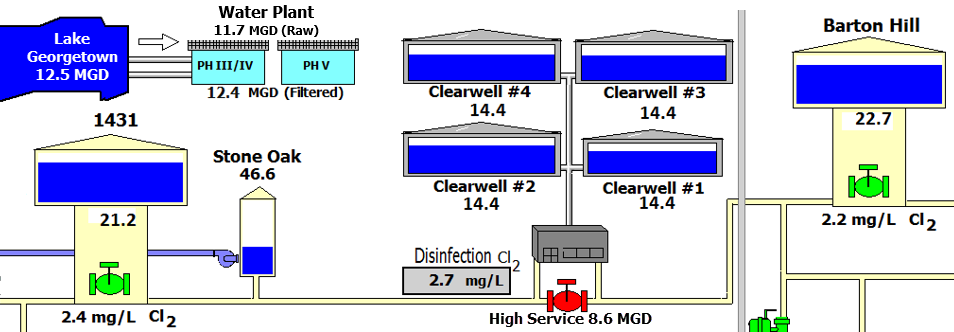 Water Plant
11.7 MGD (Raw)
Lake
Georgetown
12.5 MGD
PH III/IV
PH V
12.4 MGD (Filtered)
Clearwell #4
14.4
Clearwell #3
14.4
Barton Hill
22.7
1431
21.2
Stone Oak
46.6
Clearwell #2
14.4
Clearwell #1
14.4
2.2 mg/L Cl2
Disinfection Cl2
2.7 mg/L
2.4 mg/L Cl2
High Service 8.6 MGD